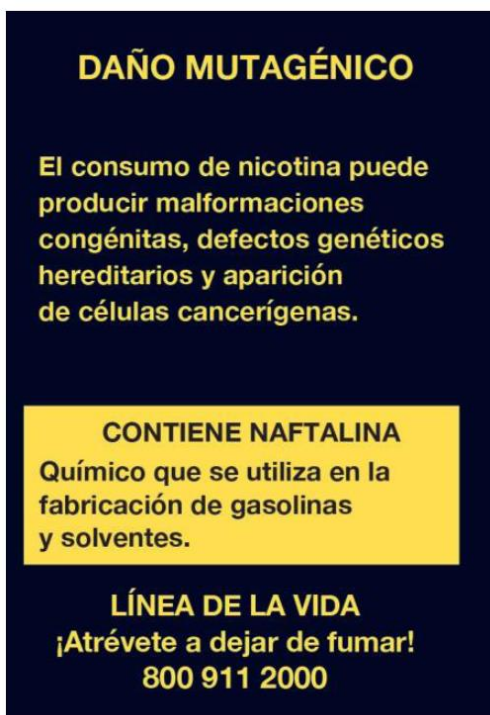 DAÑO MUTAGÉNICO
El consumo de nicotina puede
producir malformaciones
congénitas, defectos genéticos
hereditarios y aparición
de células cancerígenas.
CONTIENE NAFTALINA
Químico que se utiliza en la
fabricación de gasolinas
y solventes.
LÍNEA DE LA VIDA
¡Atrévete a dejar de fumar!
800 911 2000